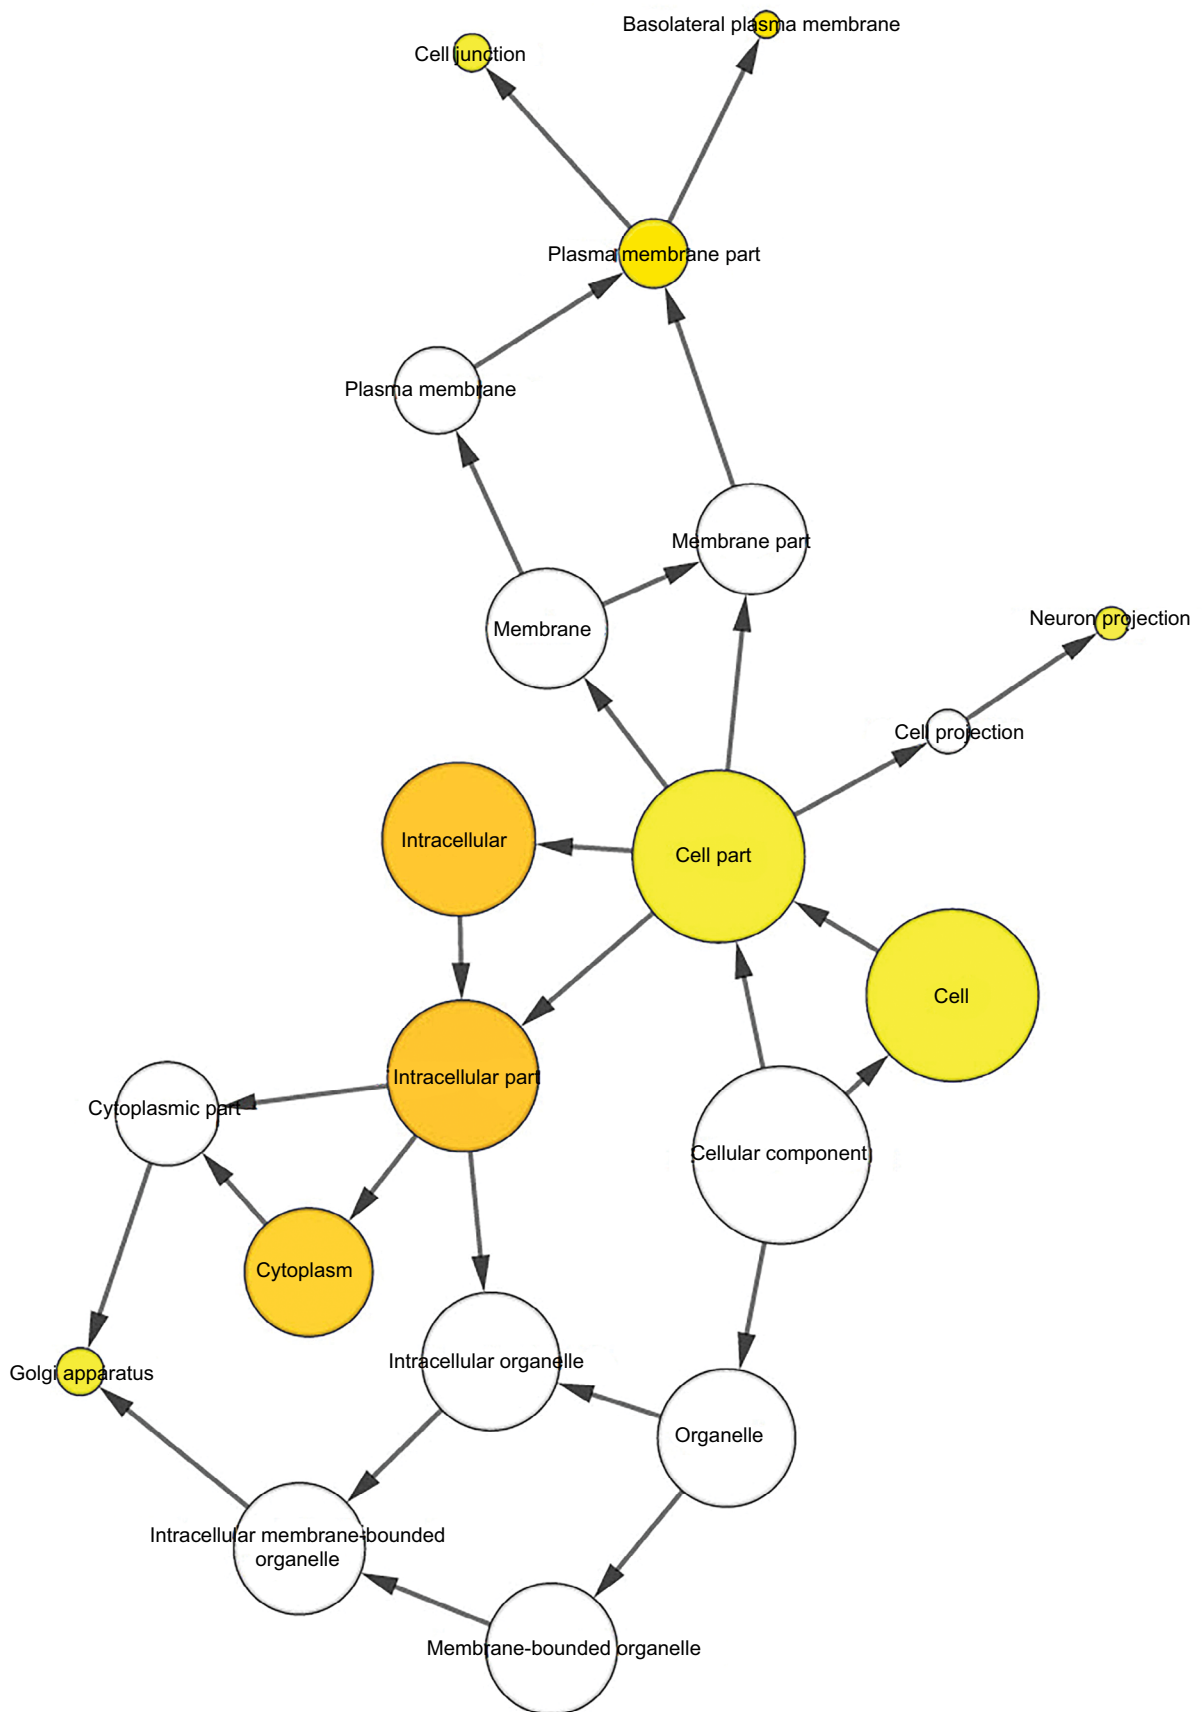 Basolateral plasma membrane
Cell junction
Plasma membrane part
Plasma membrane
Membrane part
Neuron projection
Membrane
Cell projection
Intracellular
Cell part
Cell
Intracellular part
Cytoplasmic part
Cellular component
Cytoplasm
Intracellular organelle
Golgi apparatus
Organelle
Intracellular membrane-bounded
organelle
Membrane-bounded organelle